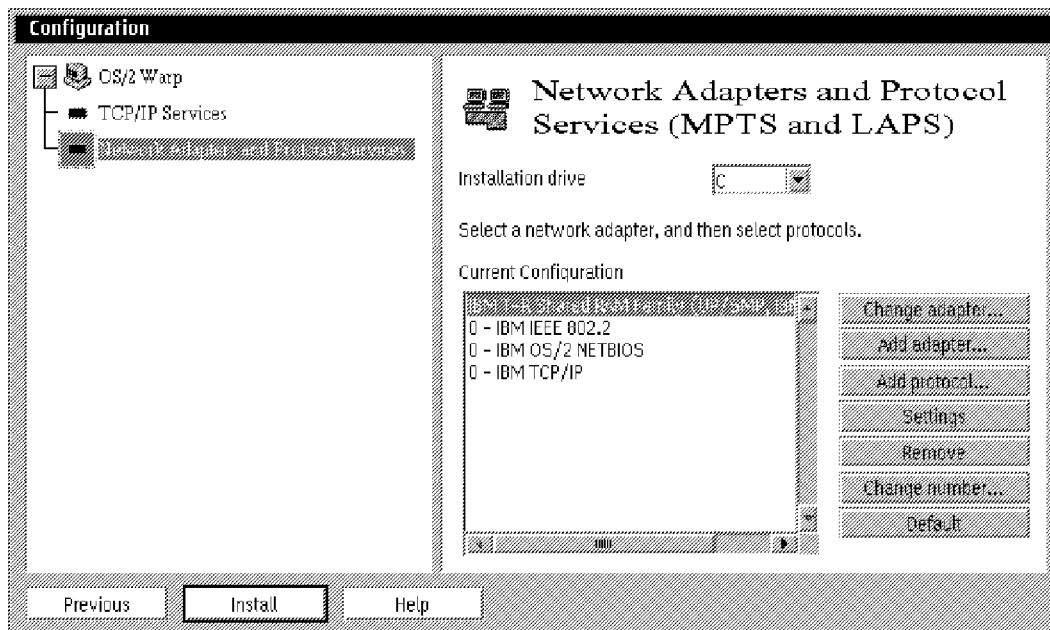 Configuration
OS/2 Warp
TCP/IP Services
Network Adapters and Protocol Services
Network Adapters and Protocol
Services (MPTS and LAPS)
Installation drive
C
Select a network adapter, and then select protocols.
Current Configuration
IBM Shared Family
0 - IBM IEEE 802.2
0 - IBM OS/2 NETBIOS
0 - IBM TCP/IP
Change adapter...
Add adapter...
Add protocol...
Settings
Remove
Change number...
Default
Previous
Install
Help